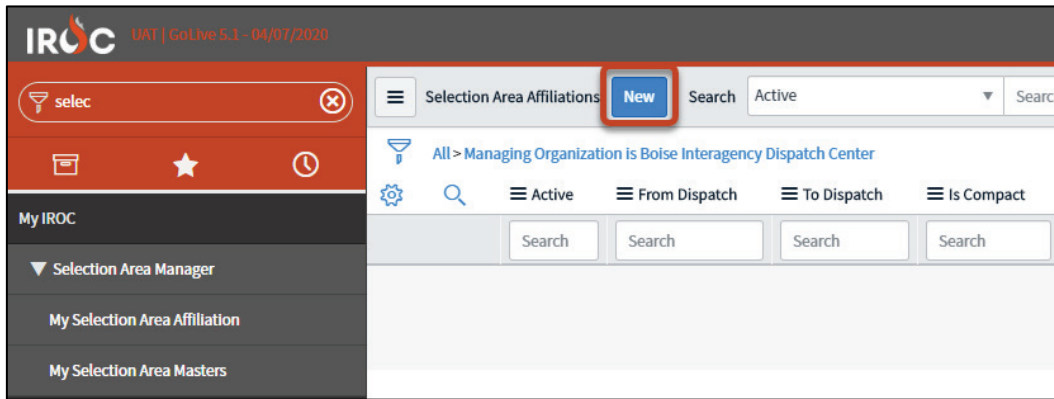 IROC UAT | GoLive 5.1 - 04/07/2020
selec
Selection Area Affiliations New Search Active Searc
All > Managing Organization is Boise Interagency Dispatch Center
Active From Dispatch To Dispatch Is Compact
Search Search Search Search
My IROC
Selection Area Manager
My Selection Area Affiliation
My Selection Area Masters